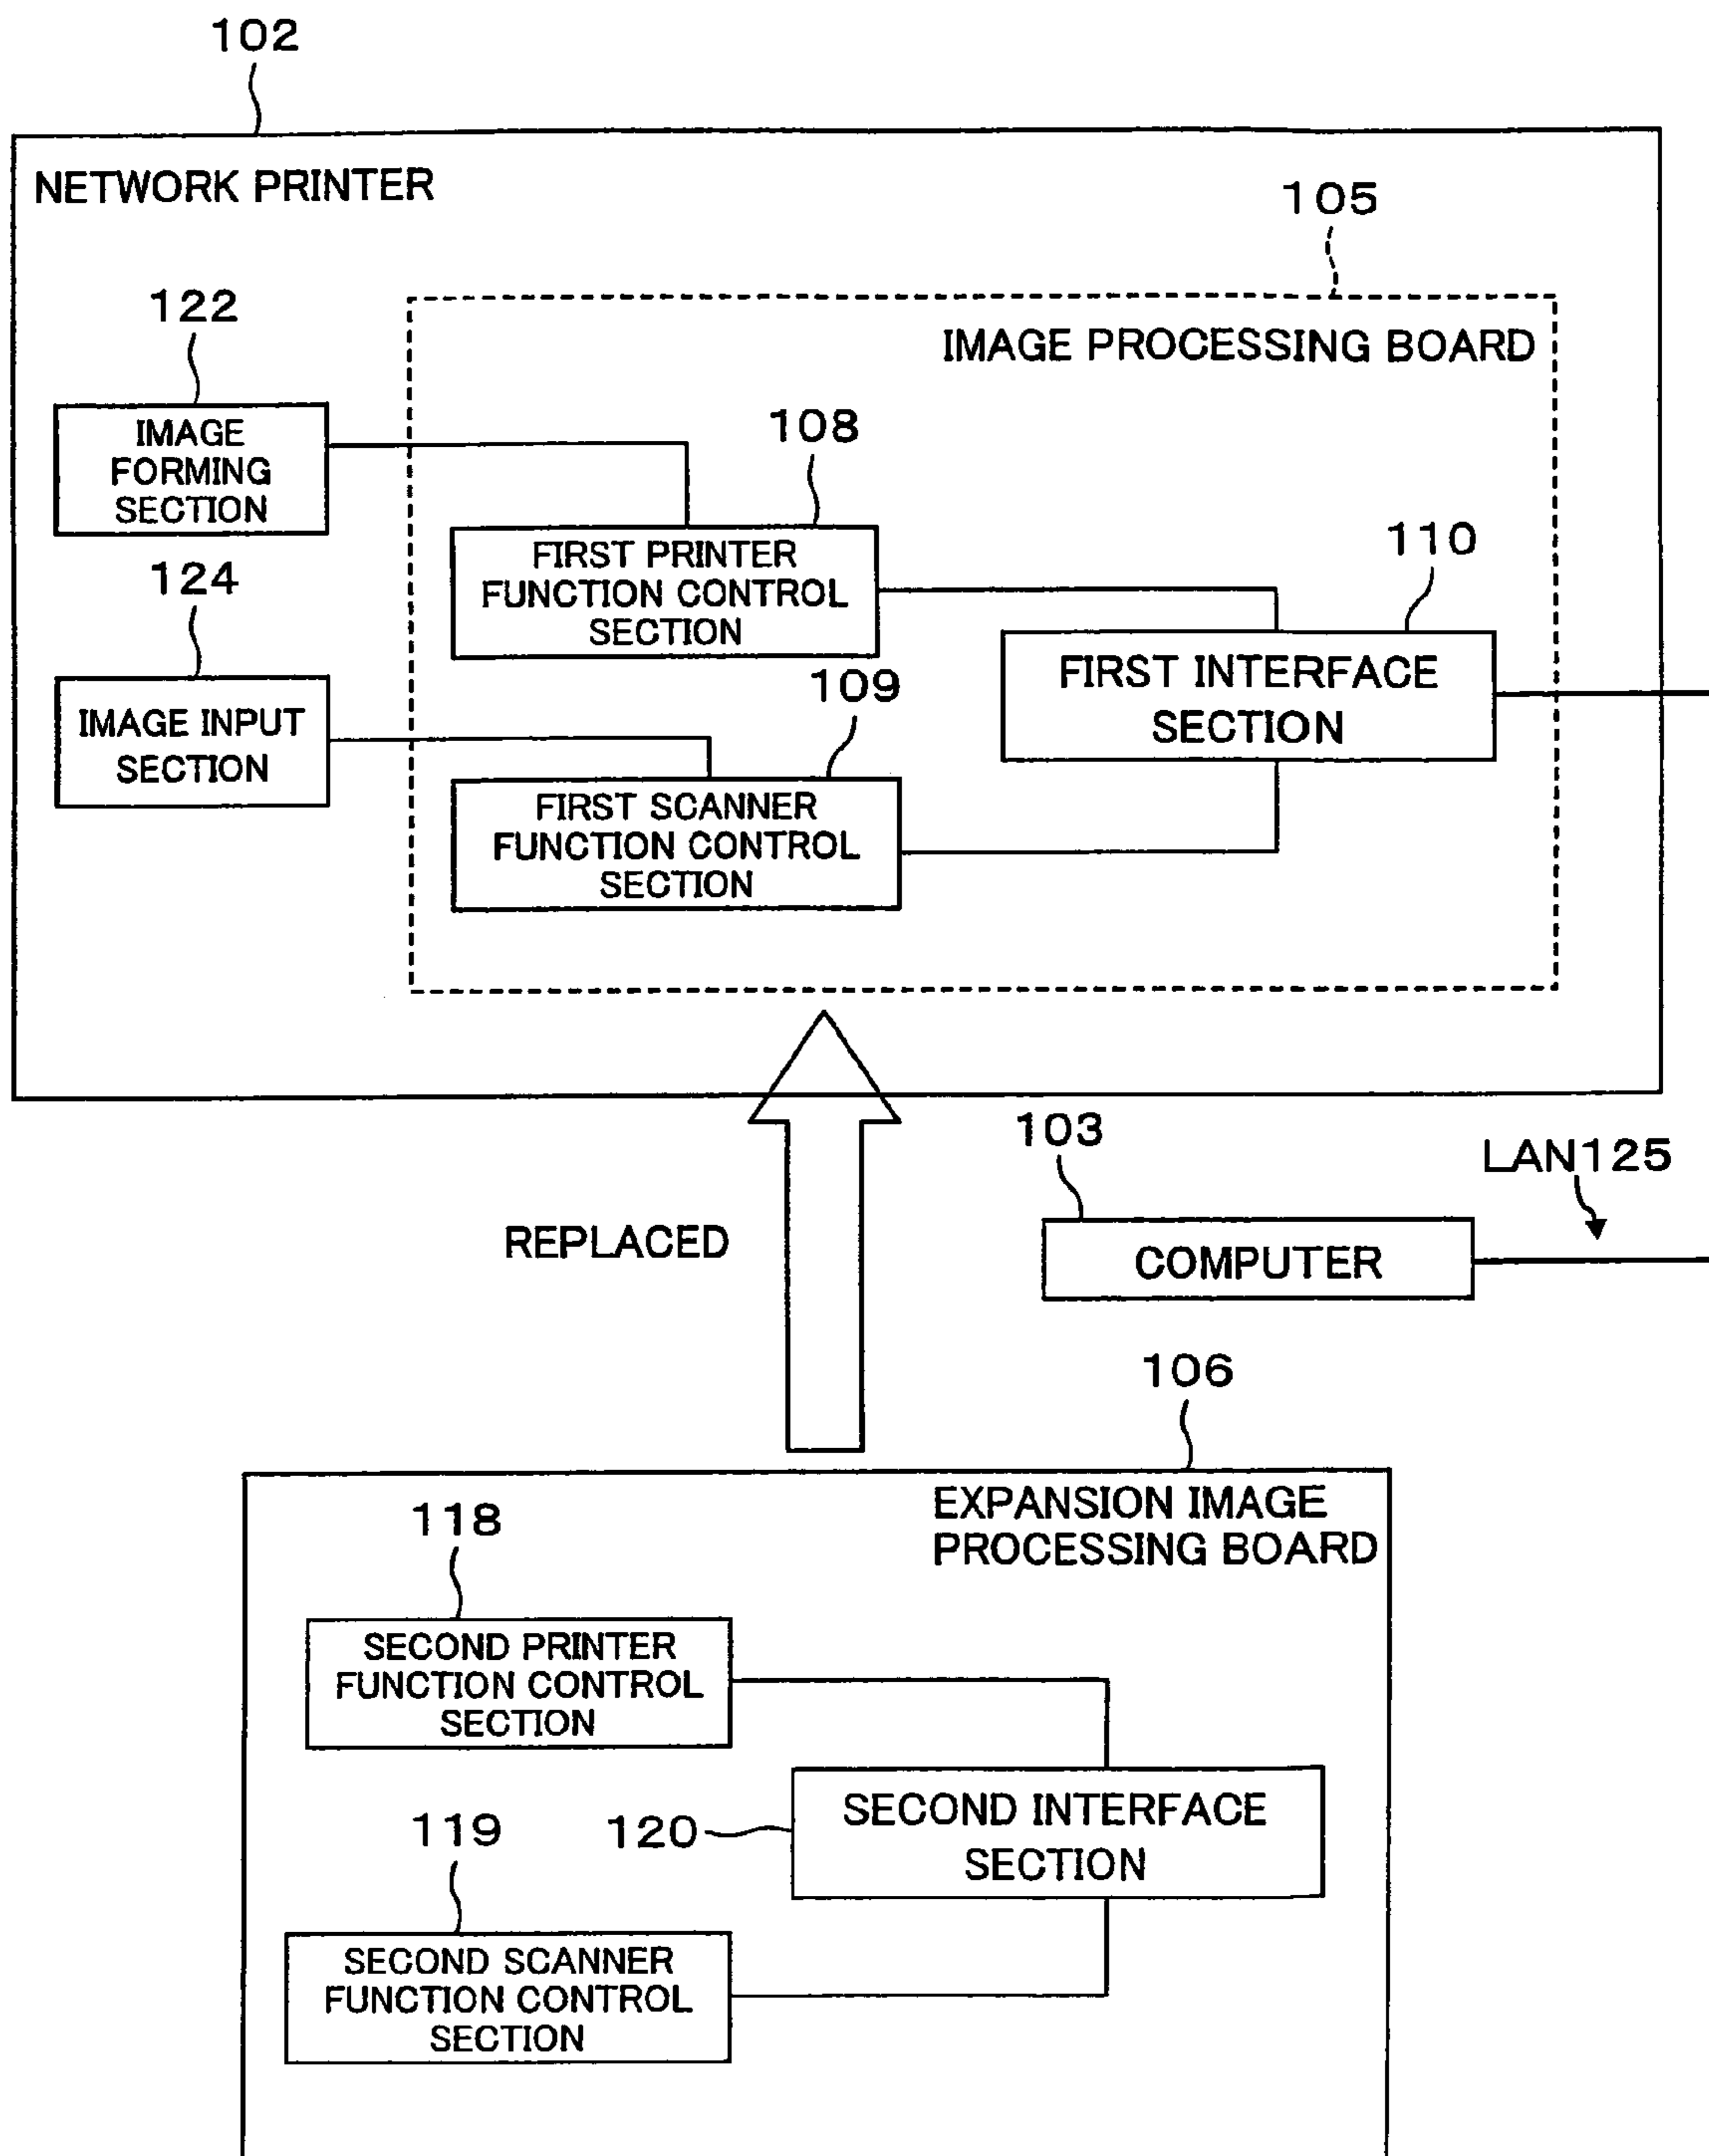 102
NETWORK PRINTER
105
IMAGE PROCESSING BOARD
122
IMAGE
FORMING
SECTION
108
FIRST PRINTER
FUNCTION CONTROL
SECTION
110
FIRST INTERFACE
SECTION
124
IMAGE INPUT
SECTION
109
FIRST SCANNER
FUNCTION CONTROL
SECTION
REPLACED
103
COMPUTER
LAN125
106
EXPANSION IMAGE
PROCESSING BOARD
118
SECOND PRINTER
FUNCTION CONTROL
SECTION
120
SECOND INTERFACE
SECTION
119
SECOND SCANNER
FUNCTION CONTROL
SECTION